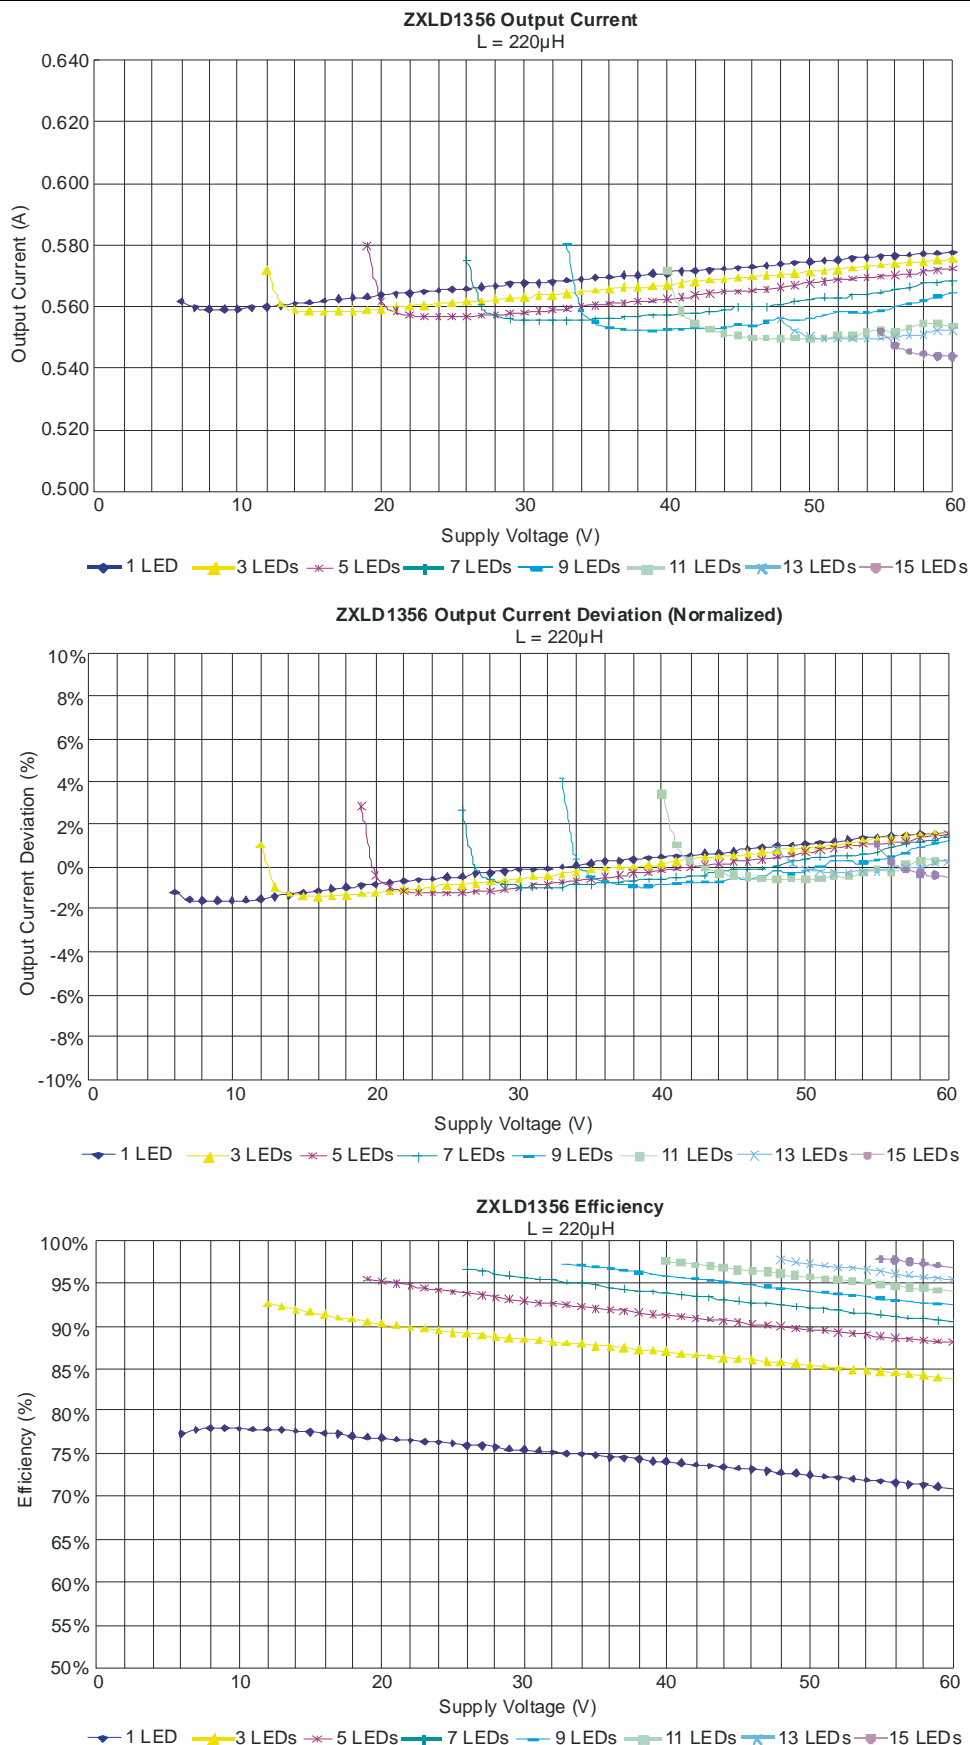 ZXLD1356 Output Current
L = 220µH
0.640
0.620
0.600
0.580
0.560
0.540
0.520
0.500
Output Current (A)
0 10 20 30 40 50 60
Supply Voltage (V)
1 LED 3 LEDs 5 LEDs 7 LEDs 9 LEDs 11 LEDs 13 LEDs 15 LEDs
ZXLD1356 Output Current Deviation (Normalized)
L = 220µH
10%
8%
6%
4%
2%
0%
-2%
-4%
-6%
-8%
-10%
Output Current Deviation (%)
0 10 20 30 40 50 60
Supply Voltage (V)
1 LED 3 LEDs 5 LEDs 7 LEDs 9 LEDs 11 LEDs 13 LEDs 15 LEDs
ZXLD1356 Efficiency
L = 220µH
100%
95%
90%
85%
80%
75%
70%
65%
60%
55%
50%
Efficiency (%)
0 10 20 30 40 50 60
Supply Voltage (V)
1 LED 3 LEDs 5 LEDs 7 LEDs 9 LEDs 11 LEDs 13 LEDs 15 LEDs